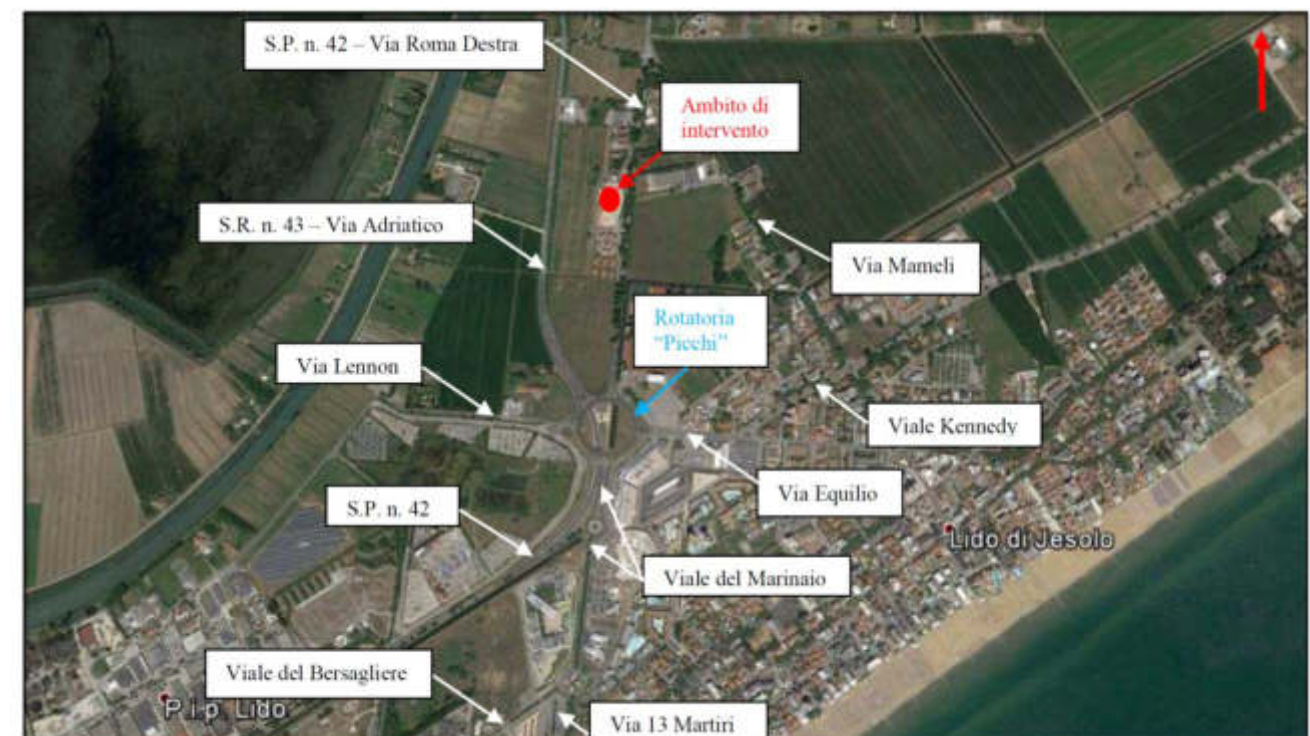 S.P. n. 42 – Via Roma Destra
Ambito di
intervento
S.R. n. 43 – Via Adriatico
Via Mameli
Rotatoria
“Picchi”
Via Lennon
Viale Kennedy
Via Equilio
S.P. n. 42
Lido di Jesolo
Viale del Marinaio
Viale del Bersagliere
P.i.p. Lido
Via 13 Martiri